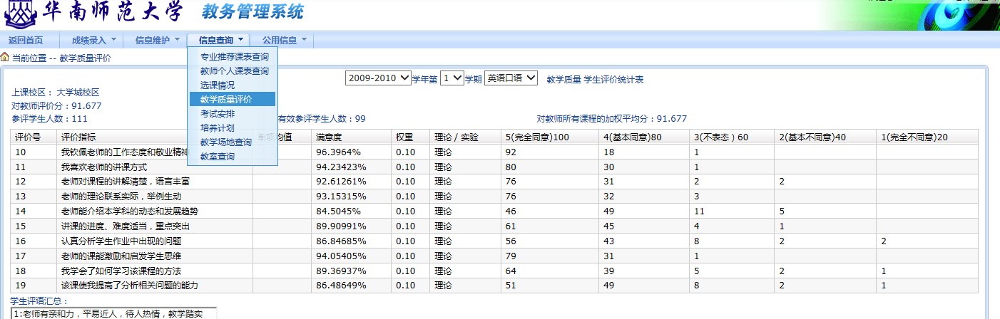 华南师范大学 教务管理系统
返回首页 成绩录入 信息维护 信息查询 公用信息
当前位置 -- 教学质量评价
专业推荐课表查询
教师个人课表查询
选课情况
教学质量评价
考试安排
培养计划
教学场地查询
教室查询
2009-2010 学年第 1 学期 英语口语 教学质量 学生评价统计表
上课校区： 大学城校区
对教师评价分：91.677
参评学生人数：111 有效参评学生人数：99 对教师所有课程的加权平均分：91.677
评价号 评价指标 均值 满意度 权重 理论 / 实验 5(完全同意)100 4(基本同意)80 3(不表态 ) 60 2(基本不同意)40 1(完全不同意)20
10 我钦佩老师的工作态度和敬业精神 96.3964% 0.10 理论 92 18 1
11 我喜欢老师的讲课方式 94.23423% 0.10 理论 80 30 1
12 老师对课程的讲解清楚，语言丰富 92.61261% 0.10 理论 76 31 2 2
13 老师的理论联系实际，举例生动 93.15315% 0.10 理论 76 32 3
14 老师能介绍本学科的动态和发展趋势 84.5045% 0.10 理论 46 49 11 5
15 讲课的进度、难度适当，重点突出 89.90991% 0.10 理论 61 45 4 1
16 认真分析学生作业中出现的问题 86.84685% 0.10 理论 56 43 8 2 2
17 老师的课能激励和启发学生思维 94.05405% 0.10 理论 79 31 1
18 我学会了如何学习该课程的方法 89.36937% 0.10 理论 64 39 5 2 1
19 该课使我提高了分析相关问题的能力 86.48649% 0.10 理论 51 49 8 2 1
学生评语汇总：
1:老师有亲和力，平易近人，待人热情，教学踏实